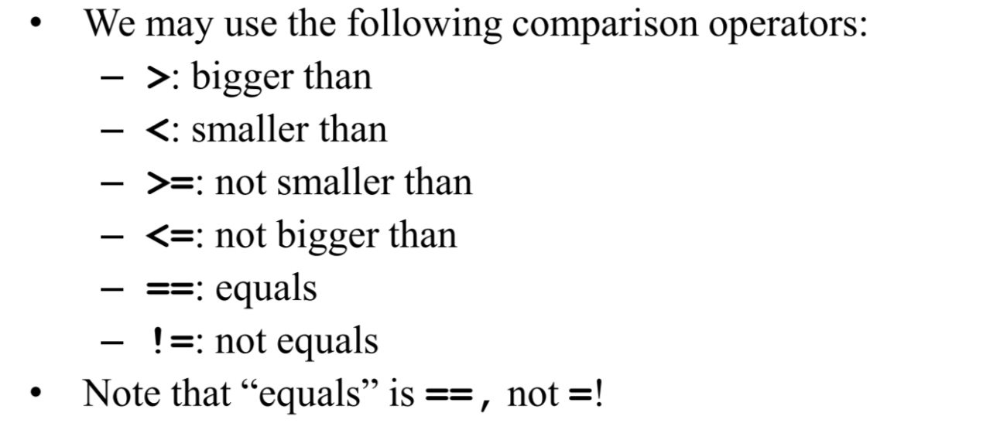 • We may use the following comparison operators:
– >: bigger than
– <: smaller than
– >=: not smaller than
– <=: not bigger than
– ==: equals
– !=: not equals
• Note that “equals” is ==, not =!